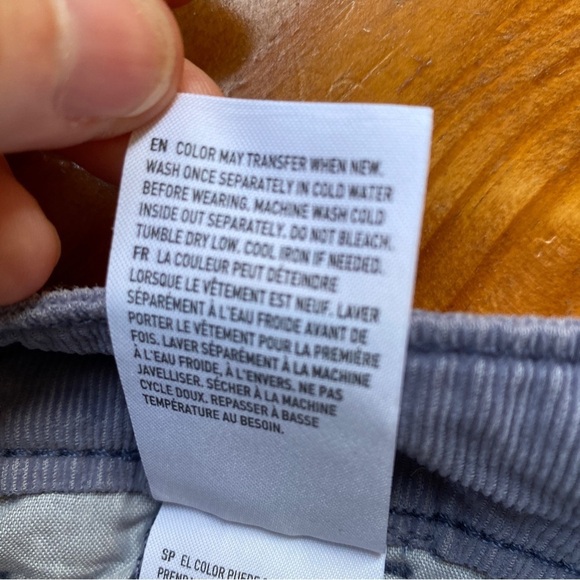 EN COLOR MAY TRANSFER WHEN NEW.
WASH ONCE SEPARATELY IN COLD WATER
BEFORE WEARING. MACHINE WASH COLD
INSIDE OUT SEPARATELY. DO NOT BLEACH.
TUMBLE DRY LOW. COOL IRON IF NEEDED.
FR LA COULEUR PEUT DÉTEINDRE
LORSQUE LE VÊTEMENT EST NEUF. LAVER
SÉPARÉMENT À L'EAU FROIDE AVANT DE
PORTER LE VÊTEMENT POUR LA PREMIÈRE
FOIS. LAVER SÉPARÉMENT À LA MACHINE
À L'EAU FROIDE, À L'ENVERS. NE PAS
JAVELLISER. SÉCHER À LA MACHINE
CYCLE DOUX. REPASSER À BASSE
TEMPÉRATURE AU BESOIN.
SP EL COLOR PUEDE